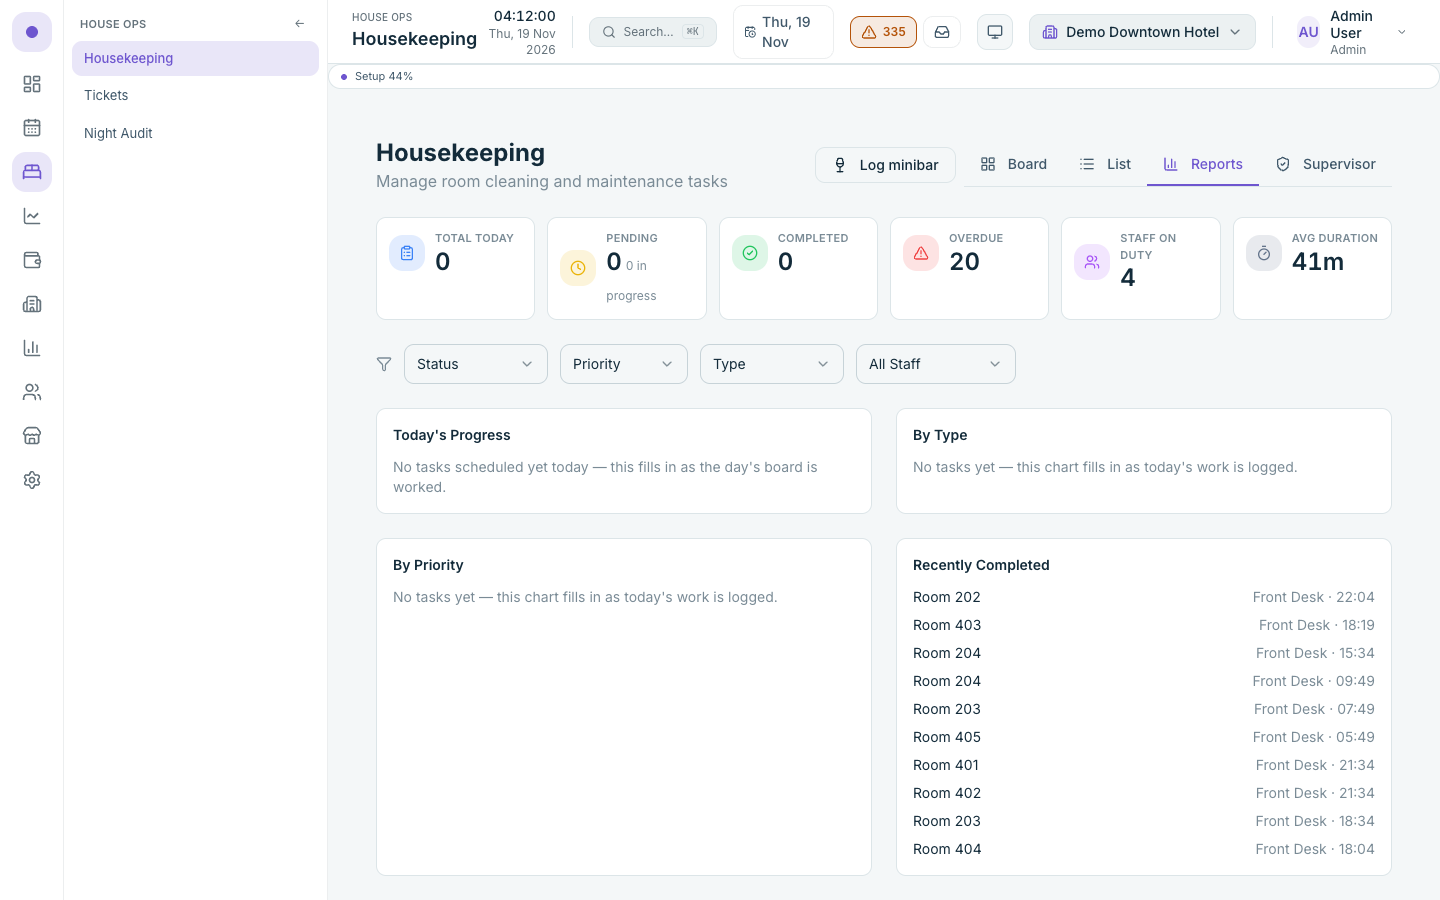 HOUSE OPS
Housekeeping
Tickets
Night Audit
HOUSE OPS
Housekeeping
04:12:00
Thu, 19 Nov
2026
Search...
⌘K
Thu, 19
Nov
335
Demo Downtown Hotel
AU
Admin
User
Admin
Setup 44%
Housekeeping
Manage room cleaning and maintenance tasks
Log minibar
Board
List
Reports
Supervisor
TOTAL TODAY
0
PENDING
0 0 in
progress
COMPLETED
0
OVERDUE
20
STAFF ON
DUTY
4
AVG DURATION
41m
Status
Priority
Type
All Staff
Today's Progress
No tasks scheduled yet today — this fills in as the day's board is
worked.
By Type
No tasks yet — this chart fills in as today's work is logged.
By Priority
No tasks yet — this chart fills in as today's work is logged.
Recently Completed
Room 202 Front Desk · 22:04
Room 403 Front Desk · 18:19
Room 204 Front Desk · 15:34
Room 204 Front Desk · 09:49
Room 203 Front Desk · 07:49
Room 405 Front Desk · 05:49
Room 401 Front Desk · 21:34
Room 402 Front Desk · 21:34
Room 203 Front Desk · 18:34
Room 404 Front Desk · 18:04